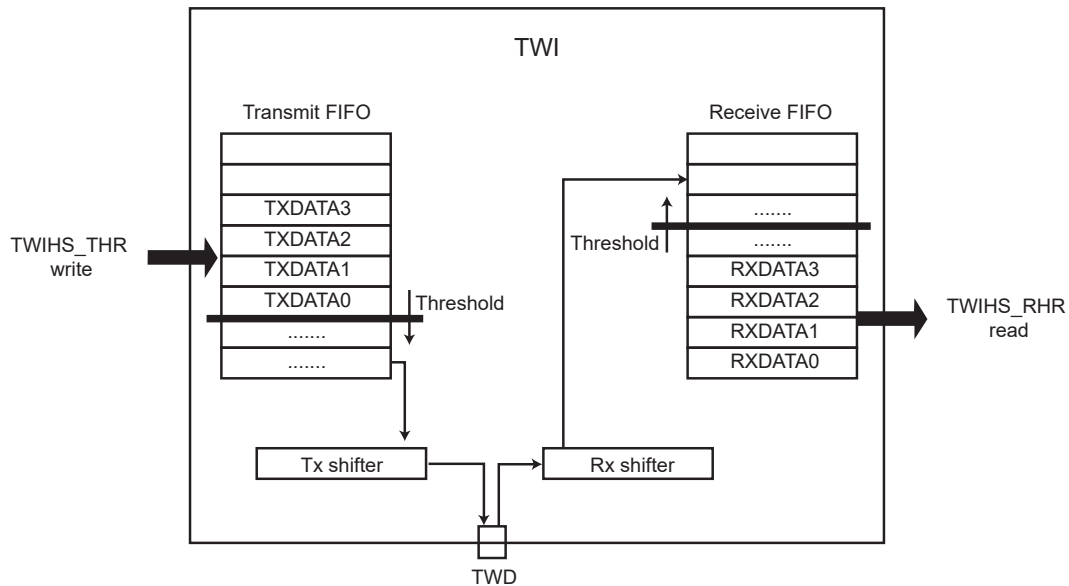 TWI
Transmit FIFO
TXDATA3
TXDATA2
TXDATA1
TXDATA0
.......
.......
TWIHS_THR
write
Threshold
Receive FIFO
.......
.......
RXDATA3
RXDATA2
RXDATA1
RXDATA0
Threshold
TWIHS_RHR
read
Tx shifter
Rx shifter
TWD